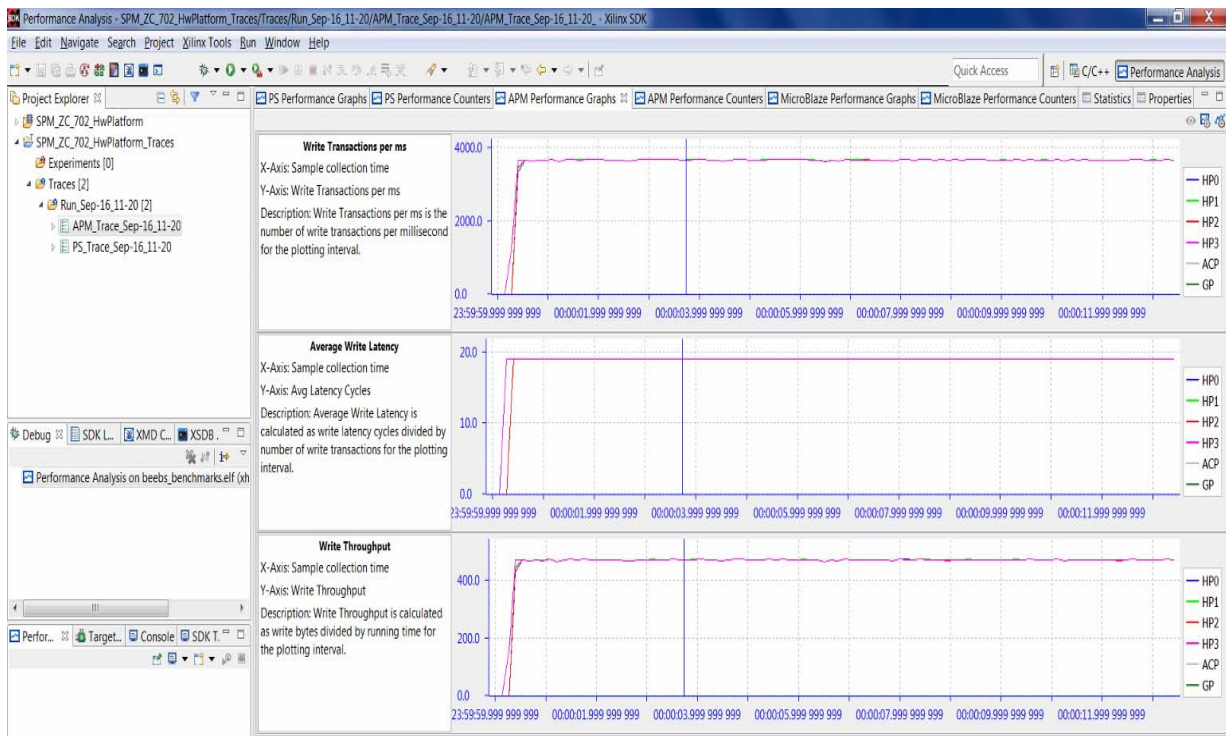 Performance Analysis - SPM_ZC_702_HwPlatform_Traces/Traces/Run_Sep-16_11-20/APM_Trace_Sep-16_11-20/APM_Trace_Sep-16_11-20_ - Xilinx SDK
File Edit Navigate Search Project Xilinx Tools Run Window Help
Quick Access
C/C++
Performance Analysis
Project Explorer
SPM_ZC_702_HwPlatform
SPM_ZC_702_HwPlatform_Traces
Experiments [0]
Traces [2]
Run_Sep-16_11-20 [2]
APM_Trace_Sep-16_11-20
PS_Trace_Sep-16_11-20
Debug SDK L... XMD C... XSDB .
Performance Analysis on beebs_benchmarks.elf (xh
Perfor... Target... Console SDK T.
PS Performance Graphs PS Performance Counters APM Performance Graphs APM Performance Counters MicroBlaze Performance Graphs MicroBlaze Performance Counters Statistics Properties
Write Transactions per ms
X-Axis: Sample collection time
Y-Axis: Write Transactions per ms
Description: Write Transactions per ms is the
number of write transactions per millisecond
for the plotting interval.
4000.0
2000.0
0.0
23:59:59.999 999 999 00:00:01.999 999 999 00:00:03.999 999 999 00:00:05.999 999 999 00:00:07.999 999 999 00:00:09.999 999 999 00:00:11.999 999 999
HP0
HP1
HP2
HP3
ACP
GP
Average Write Latency
X-Axis: Sample collection time
Y-Axis: Avg Latency Cycles
Description: Average Write Latency is
calculated as write latency cycles divided by
number of write transactions for the plotting
interval.
20.0
10.0
0.0
23:59:59.999 999 999 00:00:01.999 999 999 00:00:03.999 999 999 00:00:05.999 999 999 00:00:07.999 999 999 00:00:09.999 999 999 00:00:11.999 999 999
HP0
HP1
HP2
HP3
ACP
GP
Write Throughput
X-Axis: Sample collection time
Y-Axis: Write Throughput
Description: Write Throughput is calculated
as write bytes divided by running time for
the plotting interval.
400.0
200.0
0.0
23:59:59.999 999 999 00:00:01.999 999 999 00:00:03.999 999 999 00:00:05.999 999 999 00:00:07.999 999 999 00:00:09.999 999 999 00:00:11.999 999 999
HP0
HP1
HP2
HP3
ACP
GP